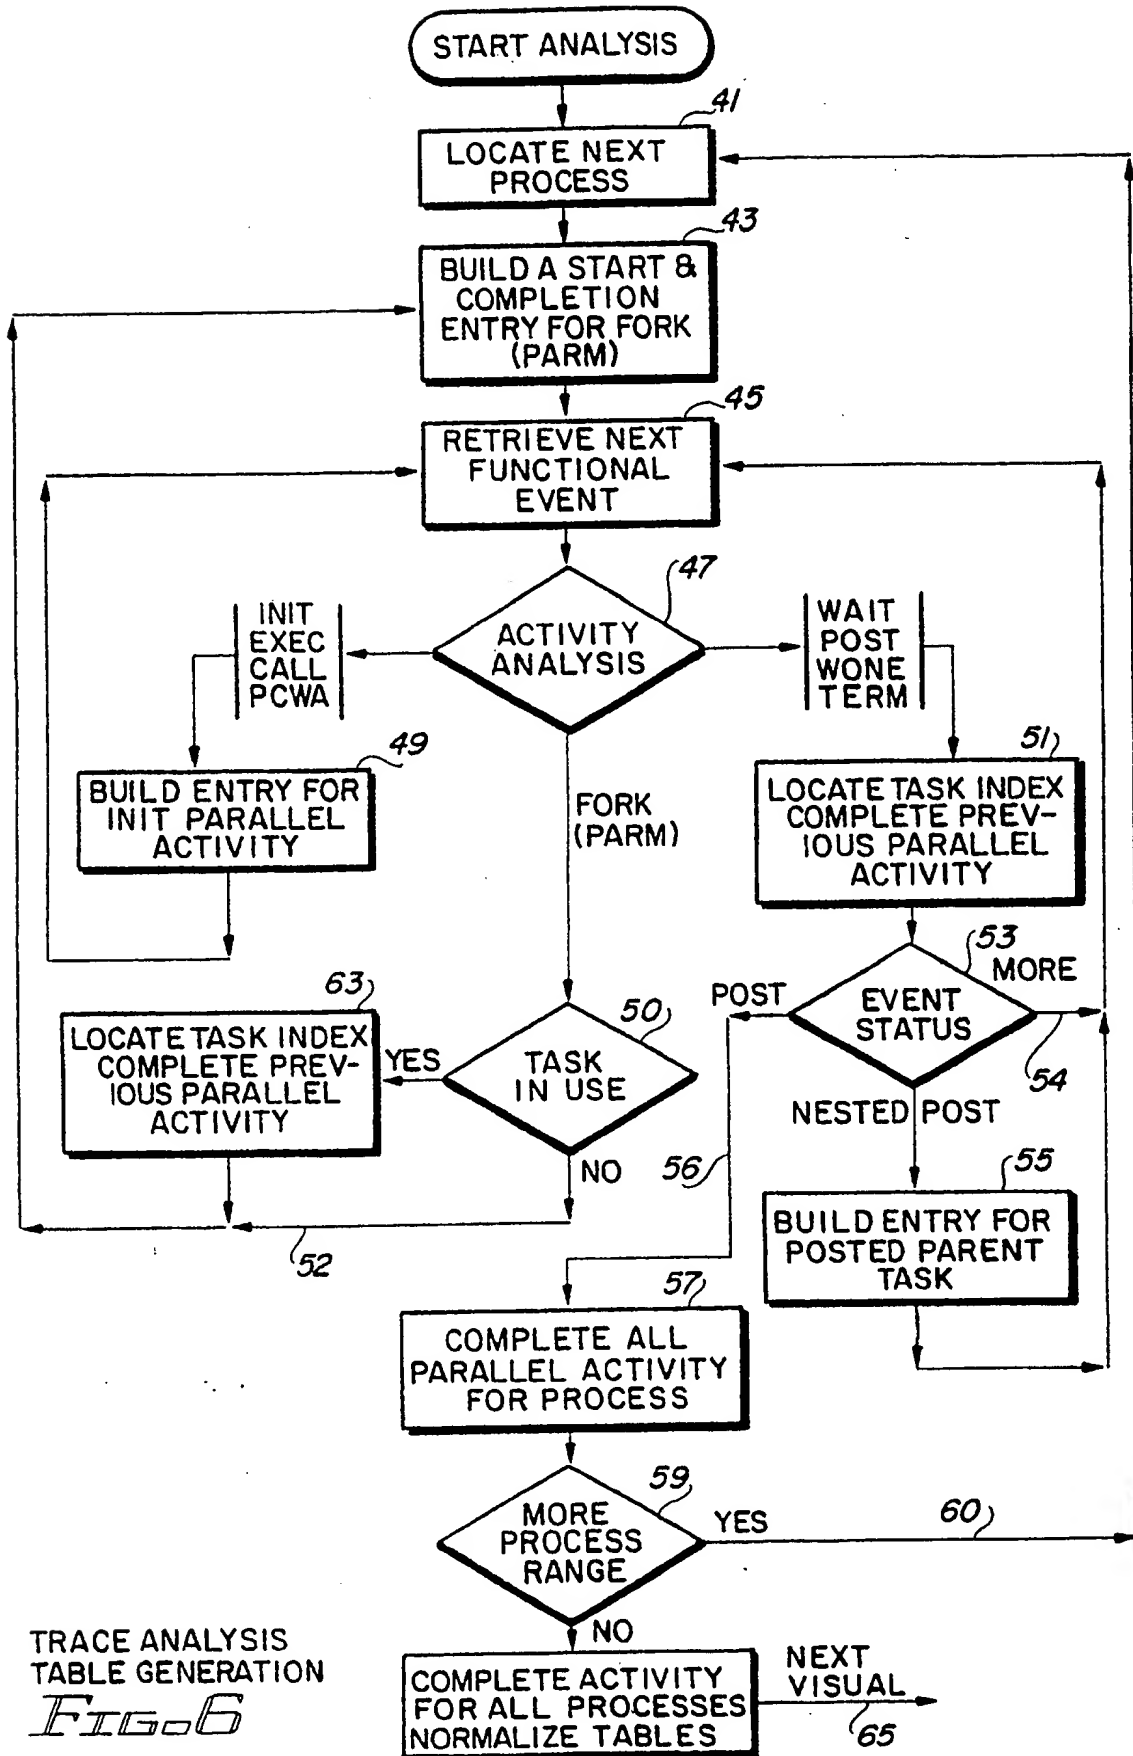 START ANALYSIS
41
LOCATE NEXT
PROCESS
43
BUILD A START &
COMPLETION
ENTRY FOR FORK
(PARM)
45
RETRIEVE NEXT
FUNCTIONAL
EVENT
47
ACTIVITY
ANALYSIS
INIT
EXEC
CALL
PCWA
WAIT
POST
WONE
TERM
49
BUILD ENTRY FOR
INIT PARALLEL
ACTIVITY
FORK
(PARM)
51
LOCATE TASK INDEX
COMPLETE PREV-
IOUS PARALLEL
ACTIVITY
53
MORE
POST
EVENT
STATUS
54
NESTED POST
63
LOCATE TASK INDEX
COMPLETE PREV-
IOUS PARALLEL
ACTIVITY
YES
50
TASK
IN USE
NO
52
56
55
BUILD ENTRY FOR
POSTED PARENT
TASK
57
COMPLETE ALL
PARALLEL ACTIVITY
FOR PROCESS
59
MORE
PROCESS
RANGE
YES
60
NO
COMPLETE ACTIVITY
FOR ALL PROCESSES
NORMALIZE TABLES
NEXT
VISUAL
65
TRACE ANALYSIS
TABLE GENERATION
FIG. 6